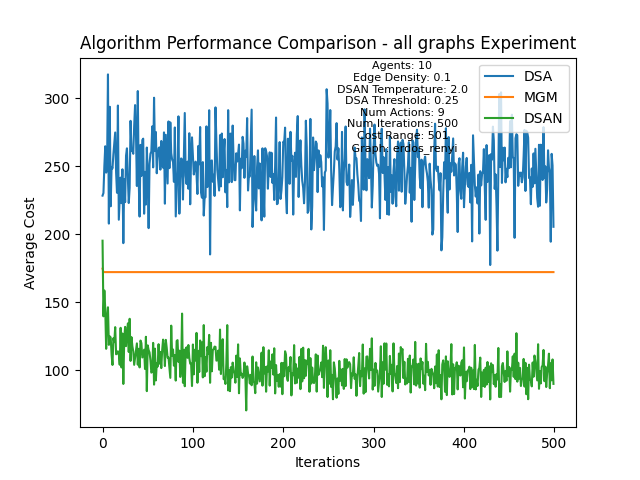 Algorithm Performance Comparison - all graphs Experiment
Agents: 10
Edge Density: 0.1
DSAN Temperature: 2.0
DSA Threshold: 0.25
Num Actions: 9
Num Iterations: 500
Cost Range: 501
Graph: erdos_renyi
DSA
MGM
DSAN
Average Cost
300
250
200
150
100
0
100
200
300
400
500
Iterations